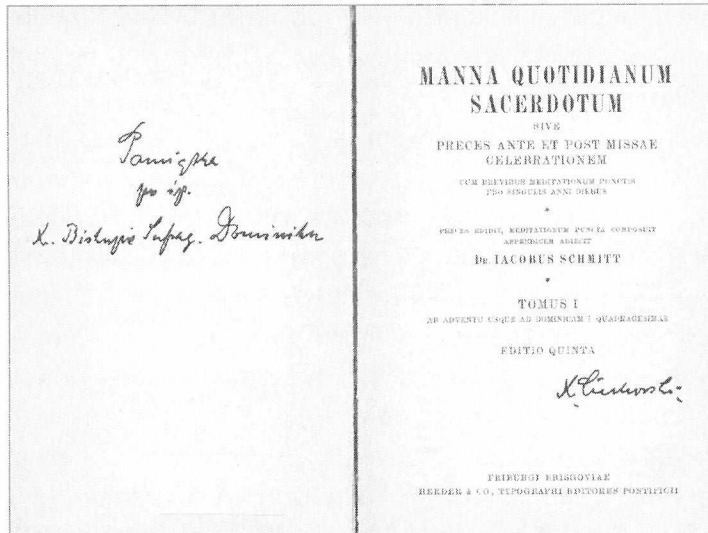 Pamiątka
po śp.
X. Biskupie Sufrag. Dominiku
MANNA QUOTIDIANUM
SACERDOTUM
SIVE
PRECES ANTE ET POST MISSAE
CELEBRATIONEM
CUM BREVIBUS MEDITATIONUM PUNCTIS
PRO SINGULIS ANNI DIEBUS
*
PRECES EDIDIT, MEDITATIONUM PUNCTA COMPOSUIT
APPENDICEM ADIECIT
DR. IACOBUS SCHMITT
*
TOMUS I
AB ADVENTU USQUE AD DOMINICAM I QUADRAGESIMAE
EDITIO QUINTA
X.
FRIBURGI BRISGOVIAE
HERDER & CO., TYPOGRAPHI EDITORES PONTIFICII